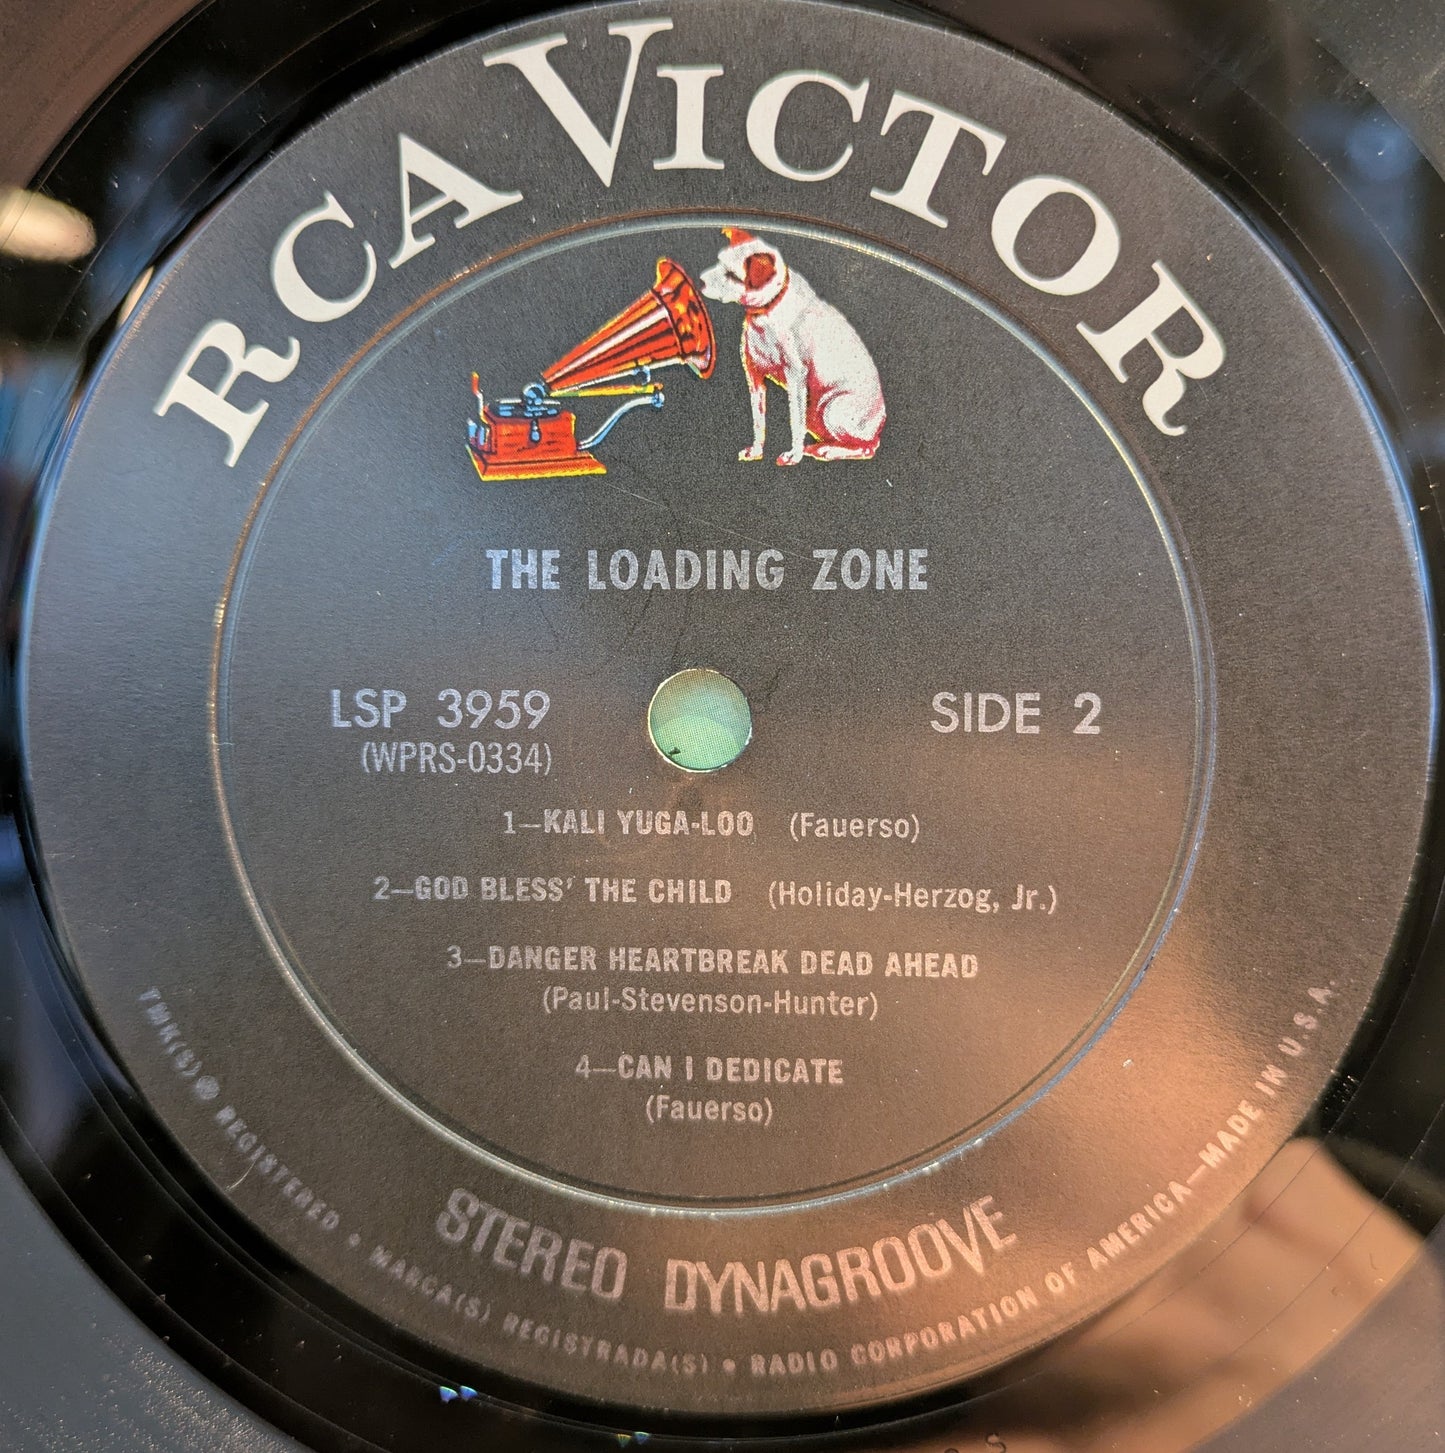 RCA VICTOR
THE LOADING ZONE
LSP 3959
(WPRS-0334)
SIDE 2
1—KALI YUGA-LOO (Fauerso)
2—GOD BLESS' THE CHILD (Holiday-Herzog, Jr.)
3—DANGER HEARTBREAK DEAD AHEAD
(Paul-Stevenson-Hunter)
4—CAN I DEDICATE
(Fauerso)
STEREO DYNAGROOVE
TMK(S) ® REGISTERED • MARCA(S) REGISTRADA(S) • RADIO CORPORATION OF AMERICA—MADE IN U.S.A.